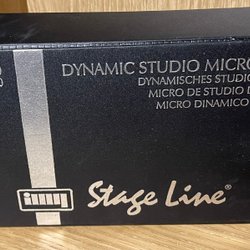 DYNAMIC STUDIO MICRO
DYNAMISCHES STUDIO
MICRO DE STUDIO D
MICRO DINAMICO D
img
Stage Line®